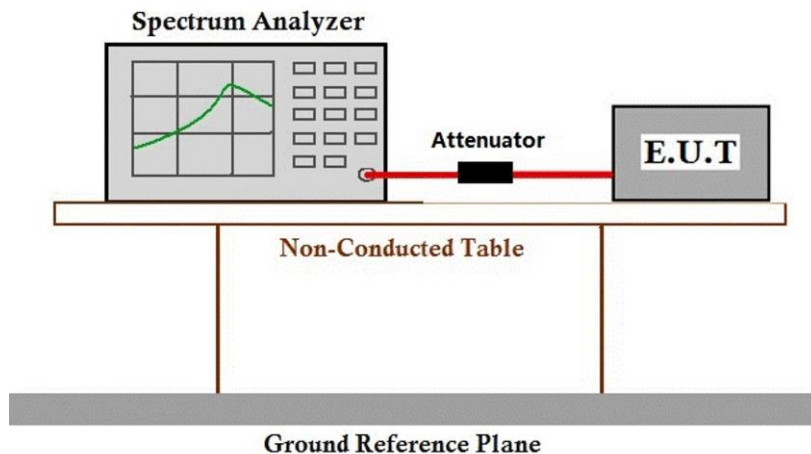 Spectrum Analyzer
Attenuator
E.U.T
Non-Conducted Table
Ground Reference Plane